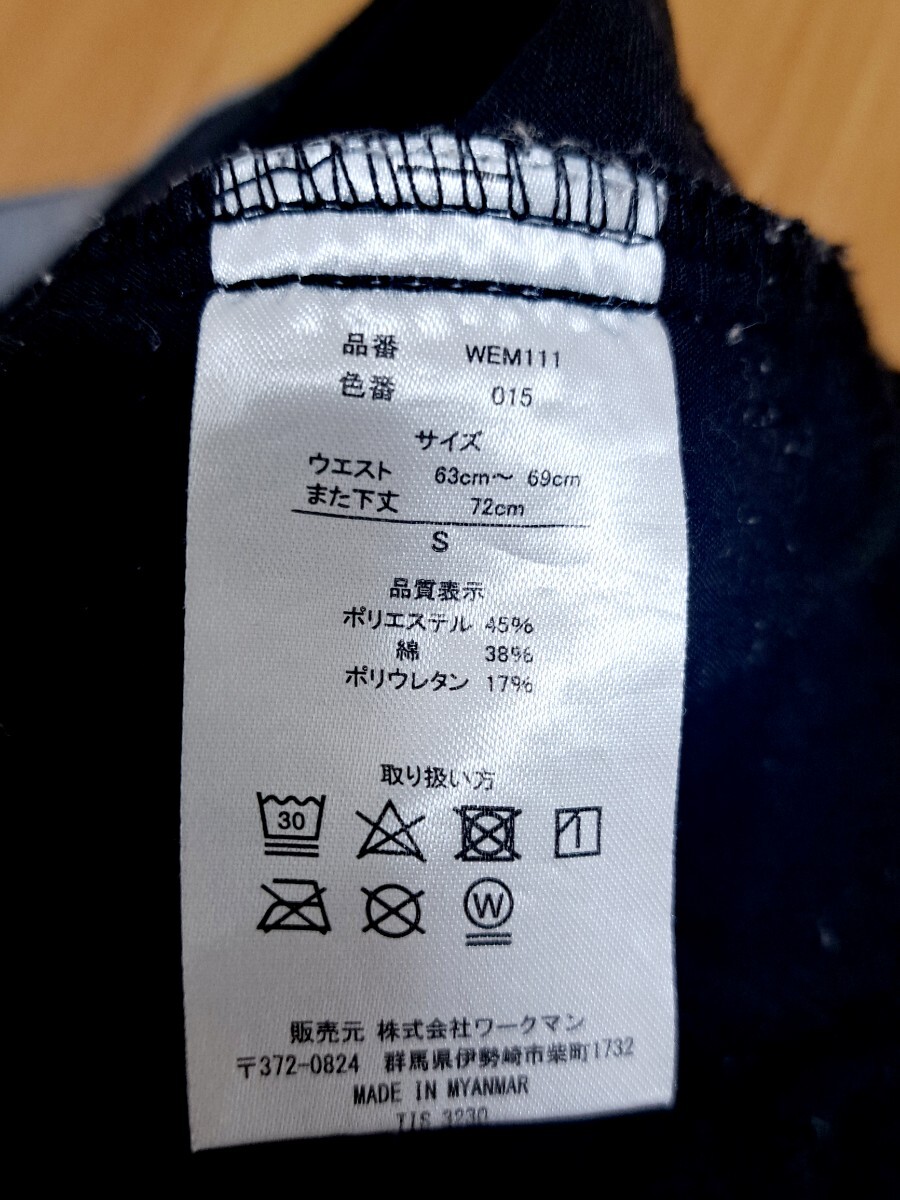 品番 WEM111
色番 015
サイズ
ウエスト 63cm～ 69cm
また下丈 72cm
S
品質表示
ポリエステル 45%
綿 38%
ポリウレタン 17%
取り扱い方
30
W
販売元 株式会社ワークマン
〒372-0824 群馬県伊勢崎市柴町1732
MADE IN MYANMAR
TIS 3230